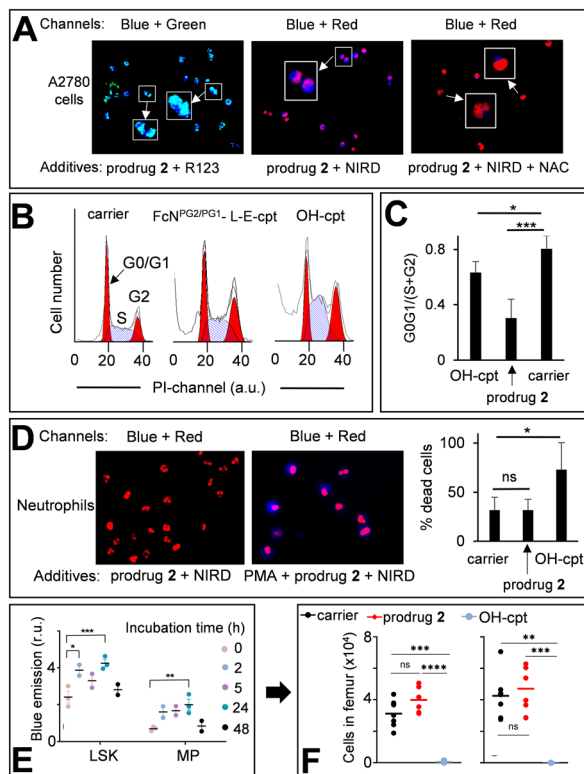 A
Channels: Blue + Green Blue + Red Blue + Red
A2780
cells
Additives: prodrug 2 + R123 prodrug 2 + NIRD prodrug 2 + NIRD + NAC
B
carrier FcN^PG2/PG1- L-E-cpt OH-cpt
Cell number
G0/G1
G2
S
0 20 40 0 20 40 0 20 40
PI-channel (a.u.)
C
*
***
G0G1/(S+G2)
0.8
0.4
0
OH-cpt carrier
prodrug 2
D
Channels: Blue + Red Blue + Red
Neutrophils
Additives: prodrug 2 + NIRD PMA + prodrug 2 + NIRD
% dead cells
100
50
0
*
ns
carrier OH-cpt
prodrug 2
E
Blue emission (r.u.)
4
0
*
***
**
Incubation time (h)
0
2
5
24
48
LSK MP
F
carrier prodrug 2 OH-cpt
Cells in femur (x10⁴)
8
6
4
2
0
***
ns ****
**
***
ns